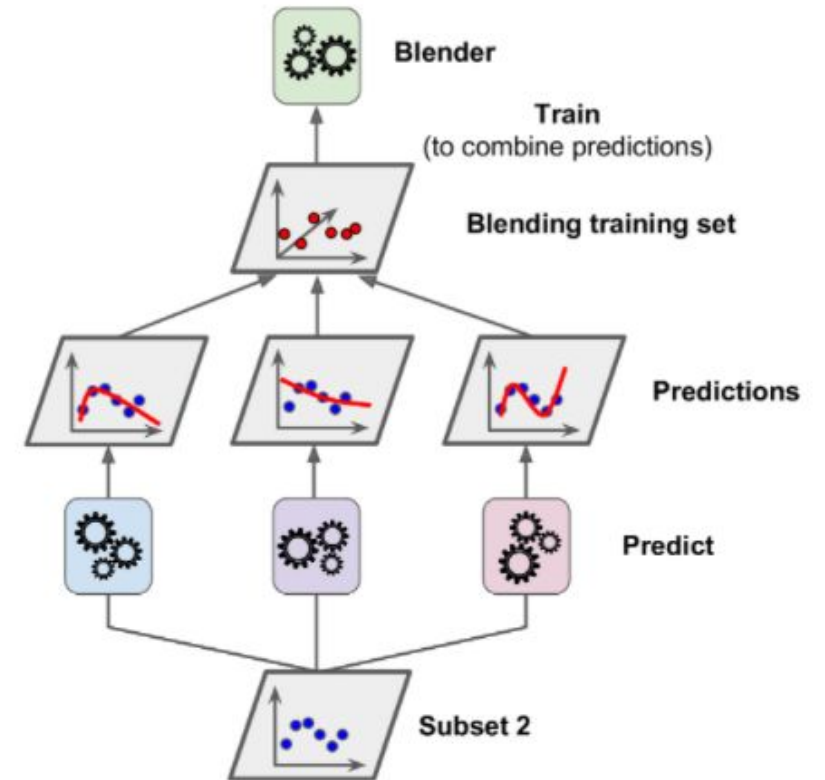 Blender
Train
(to combine predictions)
Blending training set
Predictions
Predict
Subset 2